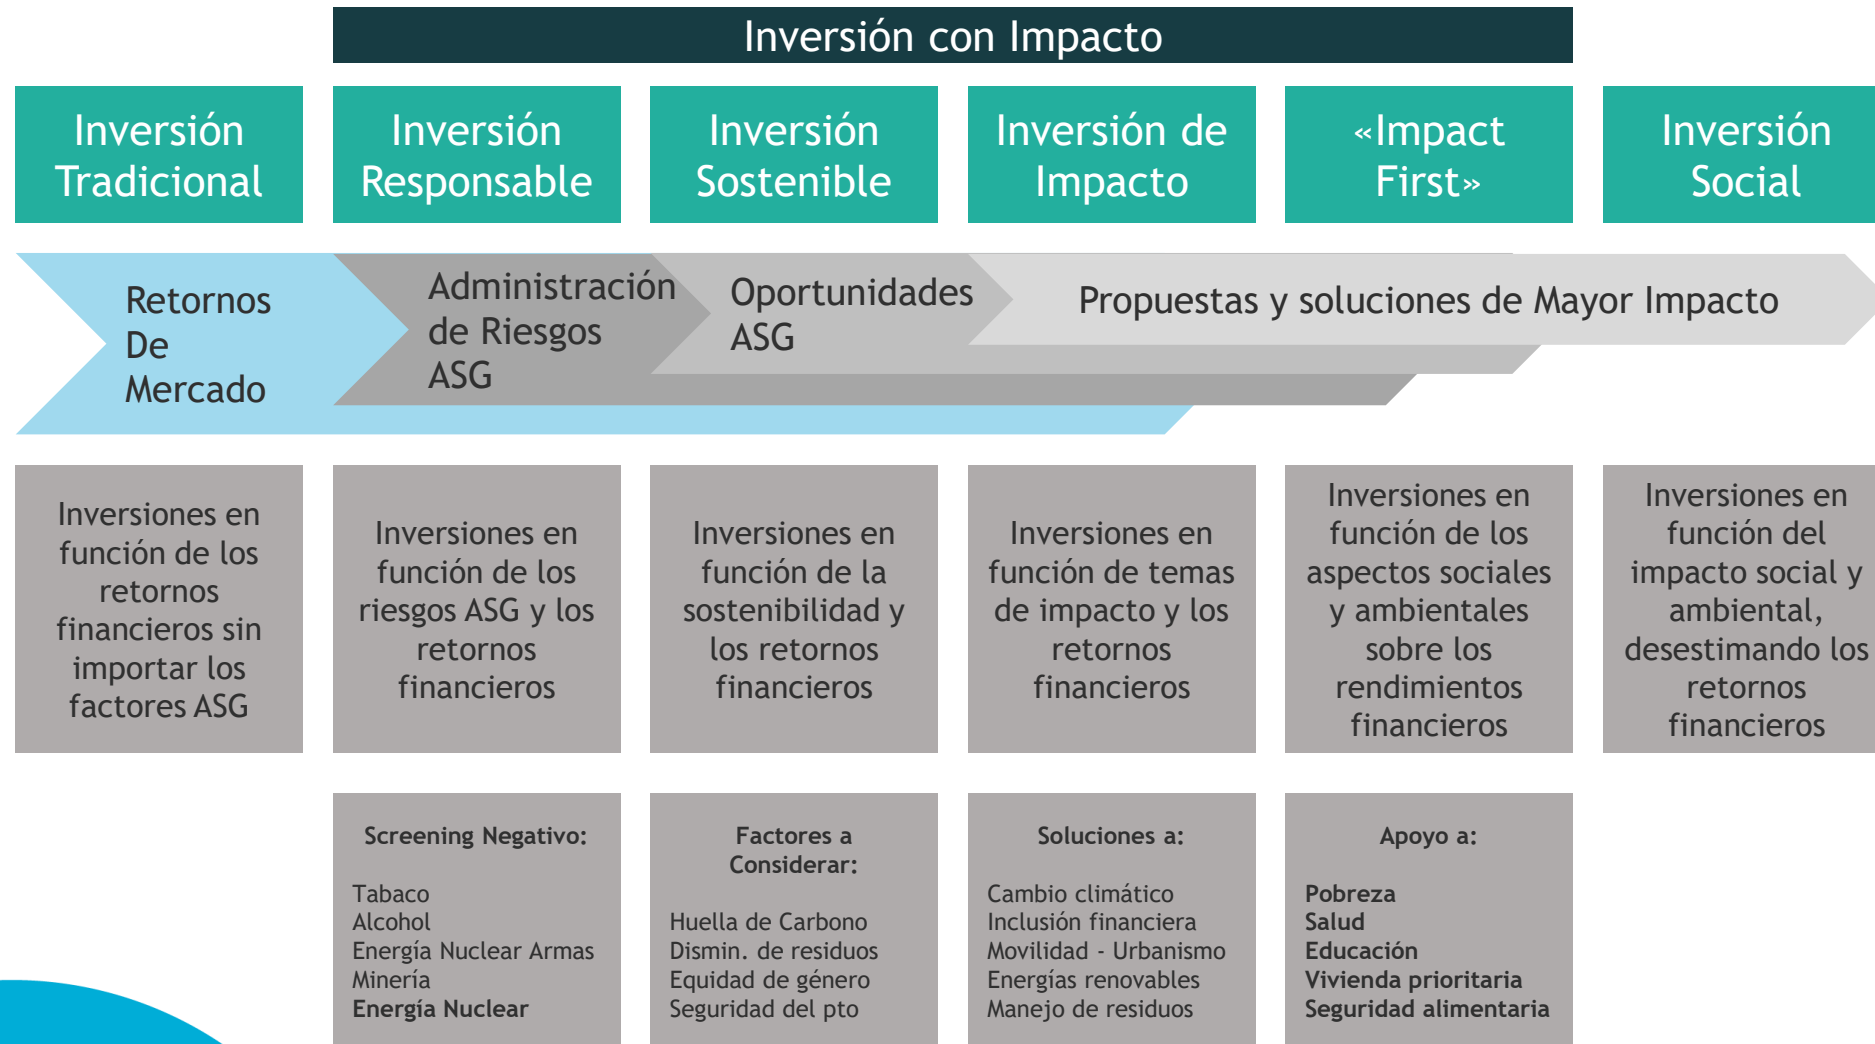 Inversión con Impacto
Inversión
Tradicional
Inversión
Responsable
Inversión
Sostenible
Inversión de
Impacto
«Impact
First»
Inversión
Social
Retornos
De
Mercado
Administración
de Riesgos
ASG
Oportunidades
ASG
Propuestas y soluciones de Mayor Impacto
Inversiones en
función de los
retornos
financieros sin
importar los
factores ASG
Inversiones en
función de los
riesgos ASG y los
retornos
financieros
Inversiones en
función de la
sostenibilidad y
los retornos
financieros
Inversiones en
función de temas
de impacto y los
retornos
financieros
Inversiones en
función de los
aspectos sociales
y ambientales
sobre los
rendimientos
financieros
Inversiones en
función del
impacto social y
ambiental,
desestimando los
retornos
financieros
Screening Negativo:
Tabaco
Alcohol
Energía Nuclear Armas
Minería
Energía Nuclear
Factores a
Considerar:
Huella de Carbono
Dismin. de residuos
Equidad de género
Seguridad del pto
Soluciones a:
Cambio climático
Inclusión financiera
Movilidad - Urbanismo
Energías renovables
Manejo de residuos
Apoyo a:
Pobreza
Salud
Educación
Vivienda prioritaria
Seguridad alimentaria